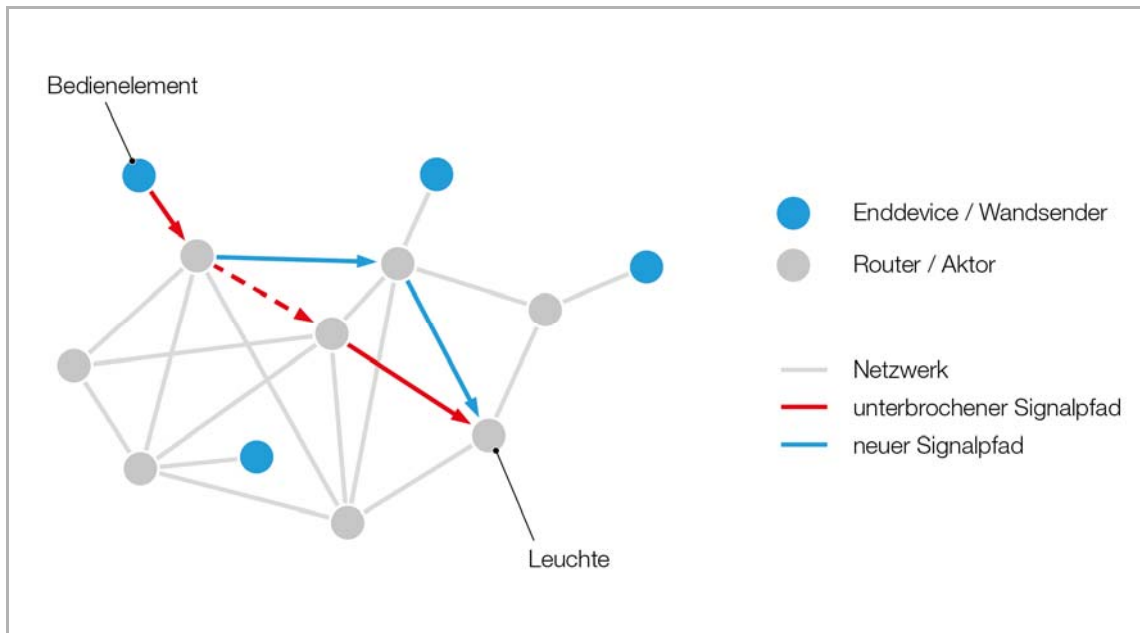 Bedienelement
Enddevice / Wandsender
Router / Aktor
Netzwerk
unterbrochener Signalpfad
neuer Signalpfad
Leuchte